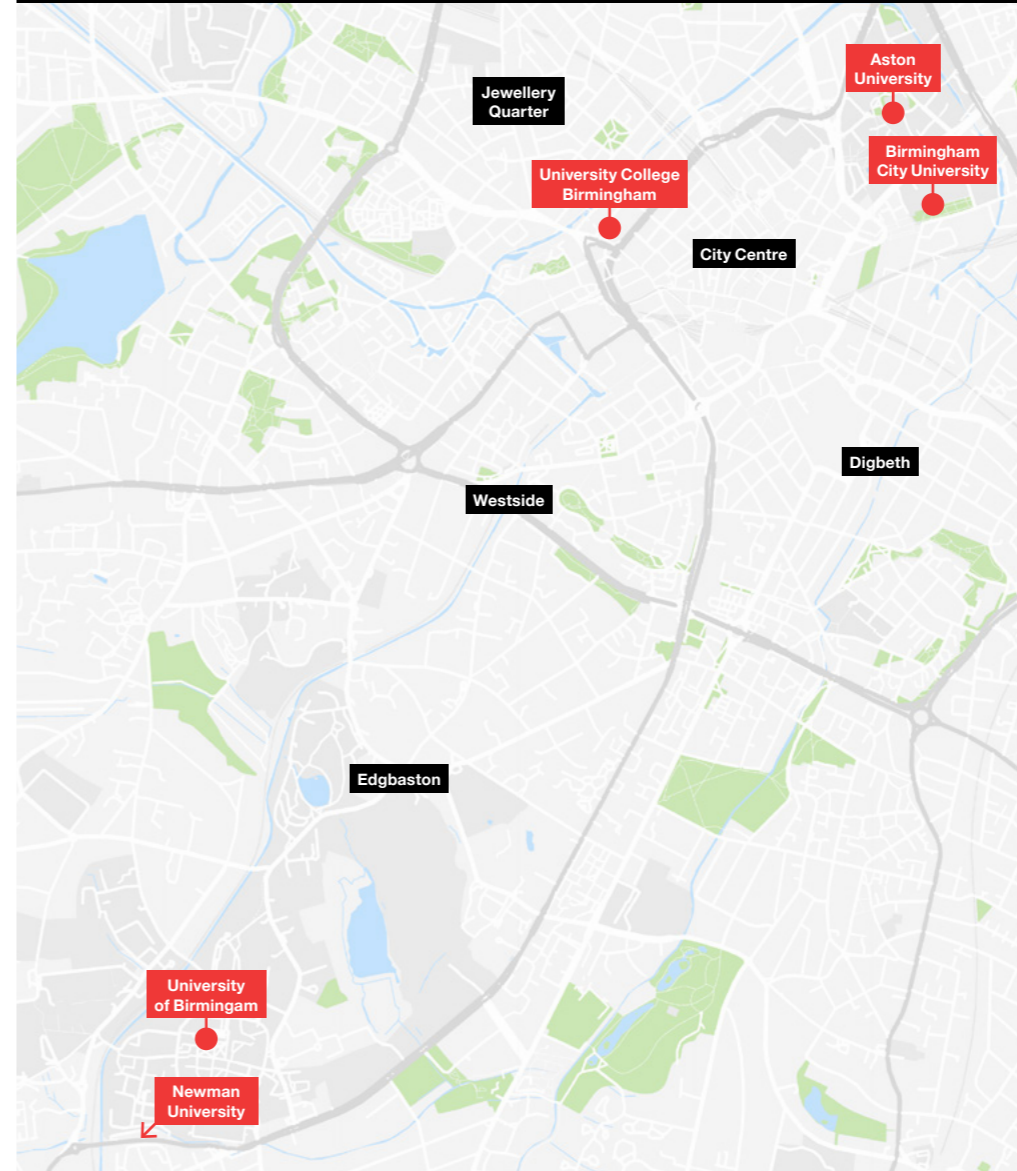 Aston
University
Jewellery
Quarter
Birmingham
City University
University College
Birmingham
City Centre
Digbeth
Westside
Edgbaston
University
of Birmingam
Newman
University